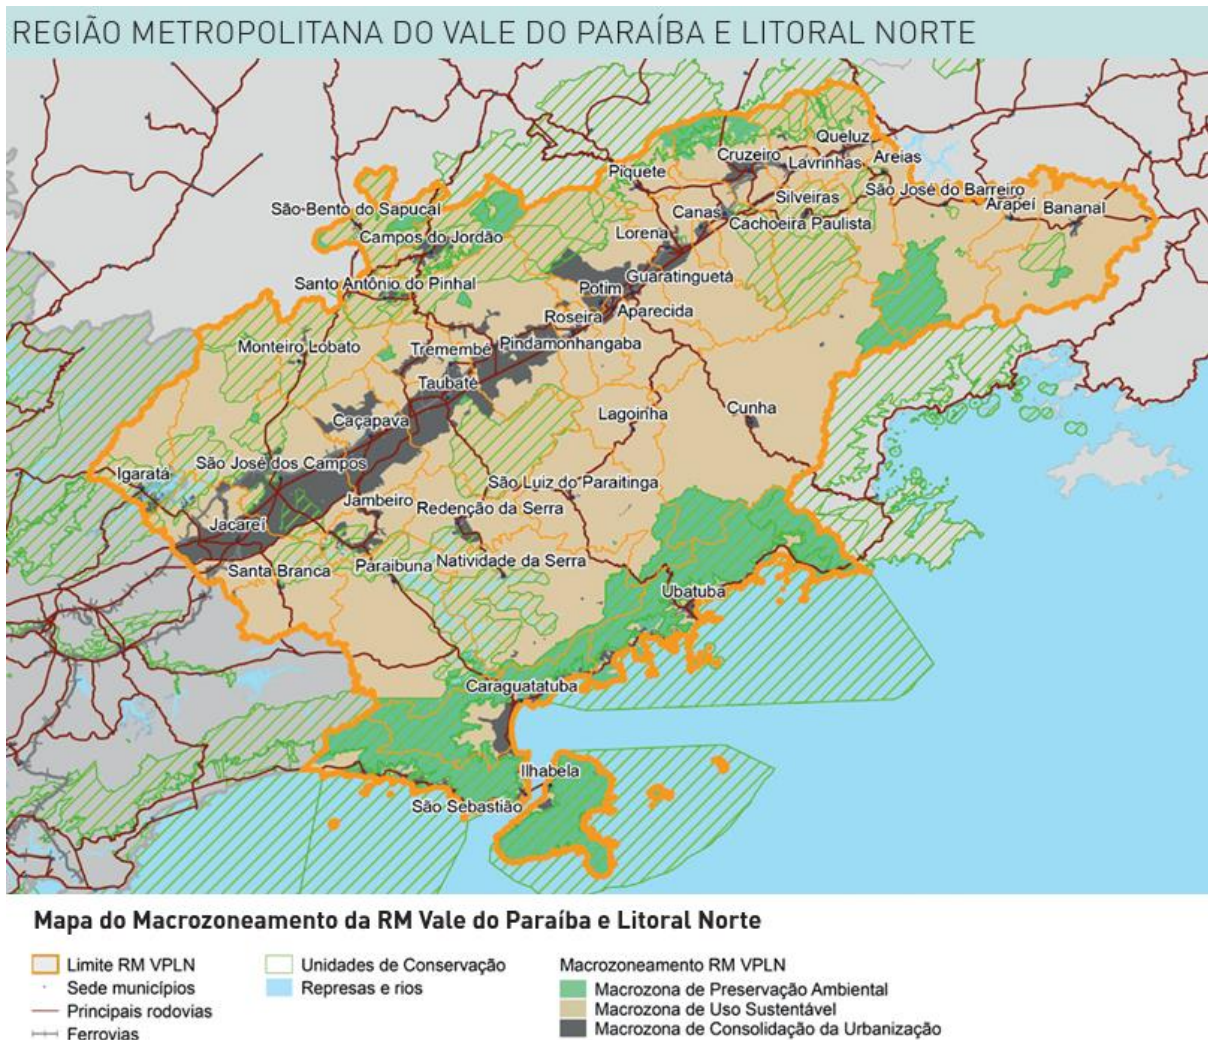 REGIÃO METROPOLITANA DO VALE DO PARAÍBA E LITORAL NORTE
Queluz
Cruzeiro
Lavrinhas
Areias
Piquete
São José do Barreiro
Silveiras
Arapeí
Bananal
São Bento do Sapucaí
Canas
Cachoeira Paulista
Campos do Jordão
Lorena
Guaratinguetá
Santo Antônio do Pinhal
Potim
Aparecida
Roseira
Monteiro Lobato
Tremembé
Pindamonhangaba
Taubaté
Lagoinha
Cunha
Caçapava
São José dos Campos
Igaratá
São Luiz do Paraitinga
Jambeiro
Redenção da Serra
Jacareí
Santa Branca
Paraibuna
Natividade da Serra
Ubatuba
Caraguatatuba
Ilhabela
São Sebastião
Mapa do Macrozoneamento da RM Vale do Paraíba e Litoral Norte
Limite RM VPLN
Sede municípios
Principais rodovias
Ferrovias
Unidades de Conservação
Represas e rios
Macrozoneamento RM VPLN
Macrozona de Preservação Ambiental
Macrozona de Uso Sustentável
Macrozona de Consolidação da Urbanização